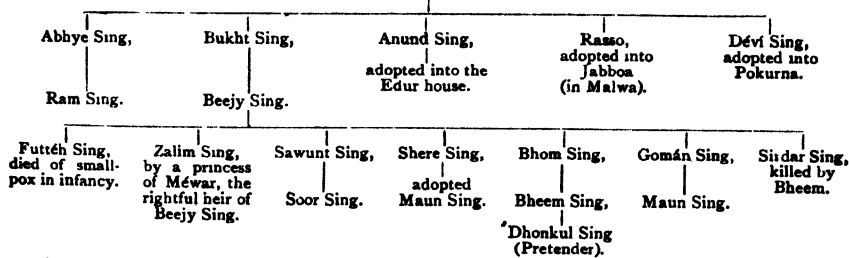 Abhye Sing, Bukht Sing, Anund Sing, Rasso, Déví Sing,
adopted into adopted into
adopted into the Jabboa Pokurna.
Edur house. (in Malwa).
Ram Sing. Beejy Sing.
Futtéh Sing, Zalim Sing, Sawunt Sing, Shere Sing, Bhom Sing, Gomán Sing, Sirdar Sing,
died of small- by a princess killed by
pox in infancy. of Méwar, the adopted Bheem.
rightful heir of Soor Sing. Maun Sing. Bheem Sing, Maun Sing.
Beejy Sing.
Dhonkul Sing
(Pretender).